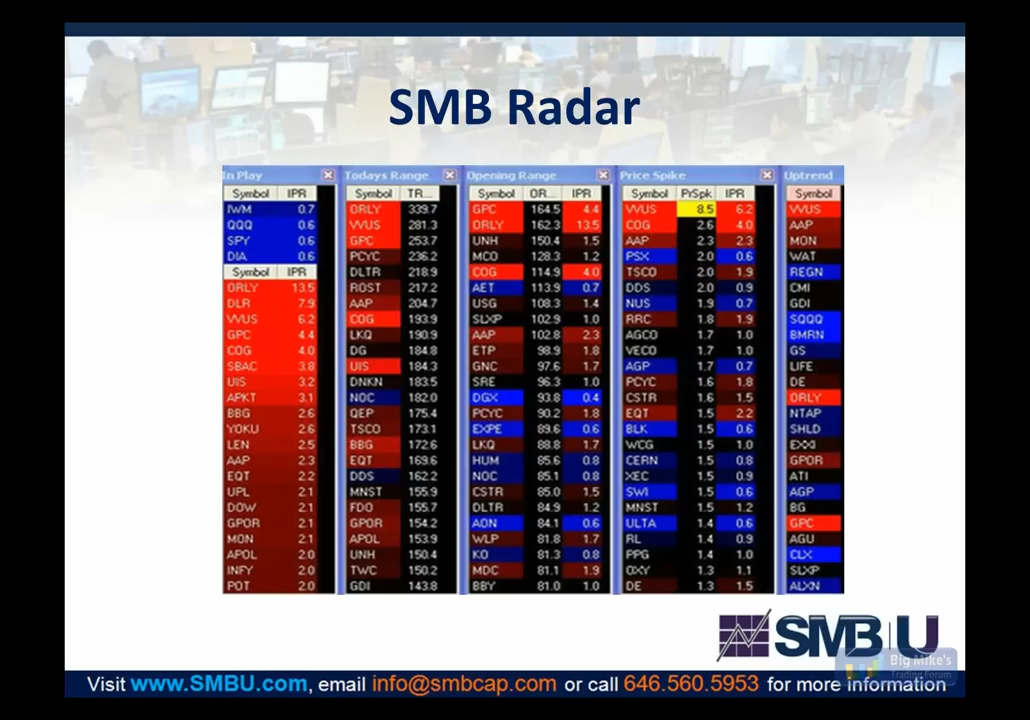 SMB Radar
In Play
Symbol IPR
IWM 0.7
QQQ 0.6
SPY 0.6
DIA 0.6
Symbol IPR
ORLY 13.5
DLR 7.9
VVUS 6.2
GPC 4.4
COG 4.0
SBAC 3.8
UIS 3.2
APKT 3.1
BBG 2.6
YOKU 2.6
LEN 2.5
AAP 2.3
EQT 2.2
UPL 2.1
DOW 2.1
GPOR 2.1
MON 2.1
APOL 2.0
INFY 2.0
POT 2.0
Todays Range
Symbol TR...
ORLY 339.7
VVUS 281.3
GPC 253.7
PCYC 236.2
DLTR 218.9
ROST 217.2
AAP 204.7
COG 193.9
LKQ 190.9
DG 184.8
UIS 184.3
DNKN 183.5
NOC 182.0
QEP 175.4
TSCO 173.1
BBG 172.6
EQT 169.6
DDS 162.2
MNST 155.9
FDO 155.7
GPOR 154.2
APOL 153.9
UNH 150.4
TWC 150.2
GDI 143.8
Opening Range
Symbol OR... IPR
GPC 164.5 4.4
ORLY 162.3 13.5
UNH 150.4 1.5
MCO 128.3 1.2
COG 114.9 4.0
AET 113.9 0.7
USG 108.3 1.4
SLXP 102.9 1.0
AAP 102.8 2.3
ETP 98.9 1.8
GNC 97.6 1.7
SRE 96.3 1.0
DGX 93.8 0.4
PCYC 90.2 1.8
EXPE 89.6 0.6
LKQ 88.8 1.7
HUM 85.6 0.8
NOC 85.1 0.8
CSTR 85.0 1.5
DLTR 84.9 1.2
AON 84.1 0.6
WLP 81.8 1.7
KO 81.3 0.8
MDC 81.1 1.9
BBY 81.0 1.0
Price Spike
Symbol PrSpk IPR
VVUS 8.5 6.2
COG 2.6 4.0
AAP 2.3 2.3
PSX 2.0 0.6
TSCO 2.0 1.9
DDS 2.0 0.9
NUS 1.9 0.7
RRC 1.8 1.9
AGCO 1.7 1.0
VECO 1.7 1.0
AGP 1.7 0.7
PCYC 1.6 1.8
CSTR 1.6 1.5
EQT 1.5 2.2
BLK 1.5 0.6
WCG 1.5 1.0
CERN 1.5 0.8
XEC 1.5 0.9
SWI 1.5 0.6
MNST 1.5 1.2
ULTA 1.4 0.6
RL 1.4 0.9
PPG 1.4 1.0
OXY 1.3 1.1
DE 1.3 1.5
Uptrend
Symbol
VVUS
AAP
MON
WAT
REGN
CMI
GDI
SQQQ
BMRN
GS
LIFE
DE
ORLY
NTAP
SHLD
EXXI
GPOR
ATI
AGP
BG
GPC
AGU
CLX
SLXP
ALXN
SMB U
Big Mike's
Trading Forum
Visit www.SMBU.com, email info@smbcap.com or call 646.560.5953 for more information